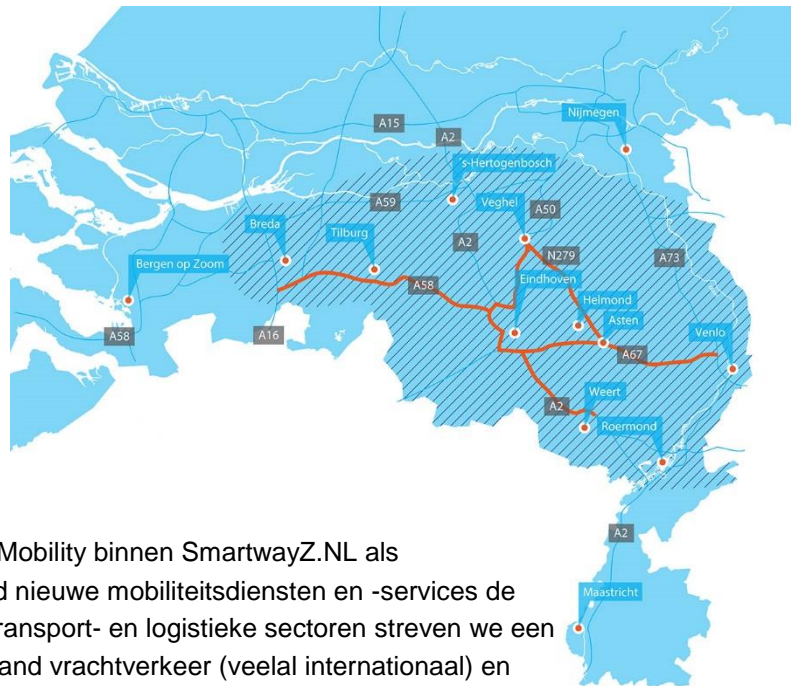 A15
A2
Nijmegen
's-Hertogenbosch
A59
Veghel
A50
Breda
Tilburg
A2
N279
A73
Bergen op Zoom
Eindhoven
A58
Helmond
Asten
A58
A16
Venlo
A67
Weert
A2
Roermond
A2
Maastricht
Mobility binnen SmartwayZ.NL als
d nieuwe mobiliteitsdiensten en -services de
ransport- en logistieke sectoren streven we een
and vrachtverkeer (veelal internationaal) en